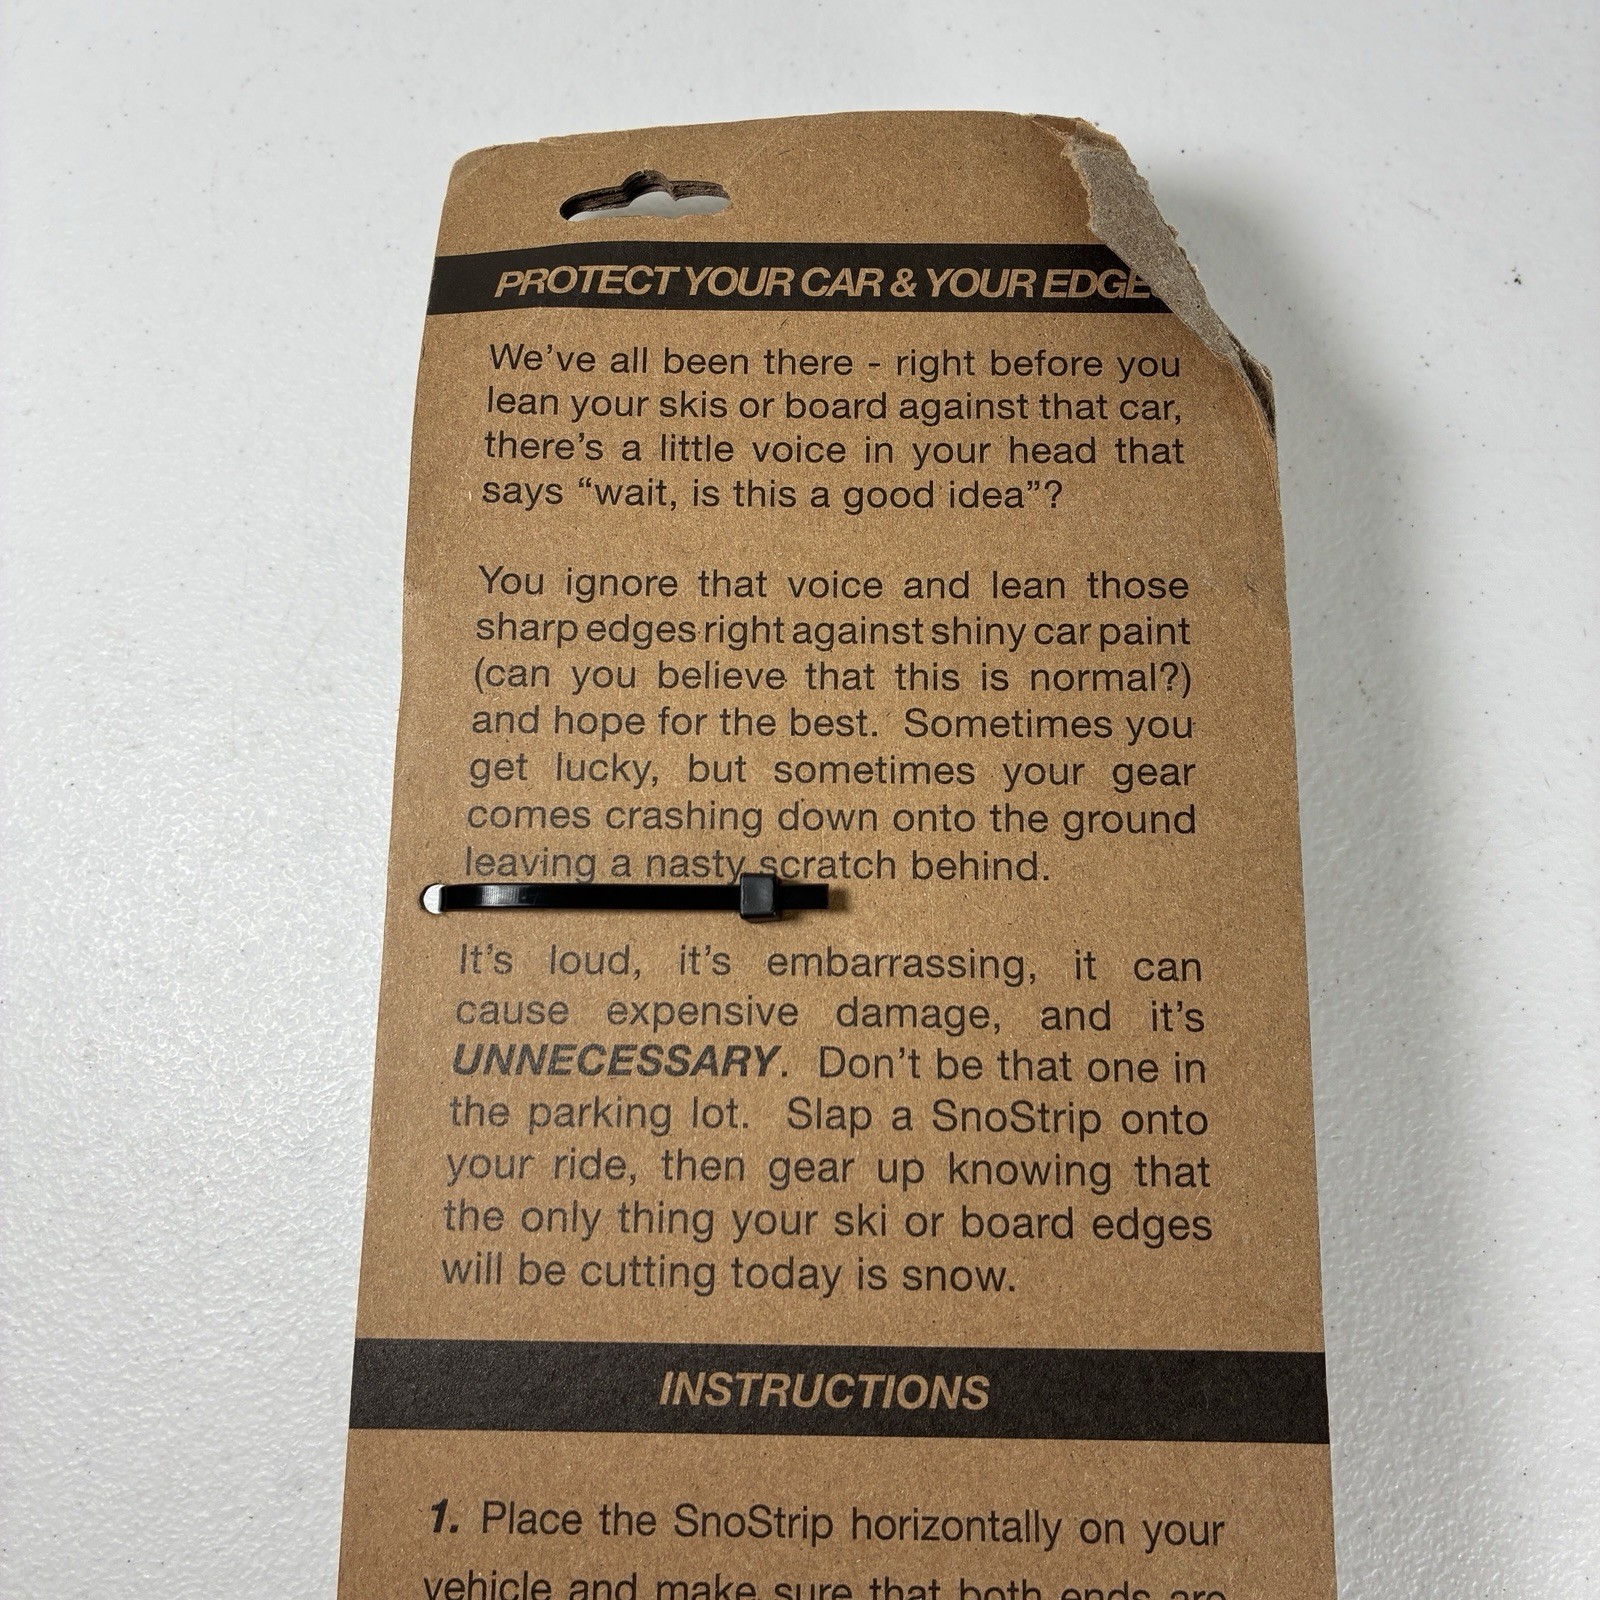 PROTECT YOUR CAR & YOUR EDGE
We've all been there - right before you
lean your skis or board against that car,
there's a little voice in your head that
says “wait, is this a good idea”?
You ignore that voice and lean those
sharp edges right against shiny car paint
(can you believe that this is normal?)
and hope for the best. Sometimes you
get lucky, but sometimes your gear
comes crashing down onto the ground
leaving a nasty scratch behind.
It's loud, it's embarrassing, it can
cause expensive damage, and it's
UNNECESSARY. Don't be that one in
the parking lot. Slap a SnoStrip onto
your ride, then gear up knowing that
the only thing your ski or board edges
will be cutting today is snow.
INSTRUCTIONS
1. Place the SnoStrip horizontally on your
vehicle and make sure that both ends are